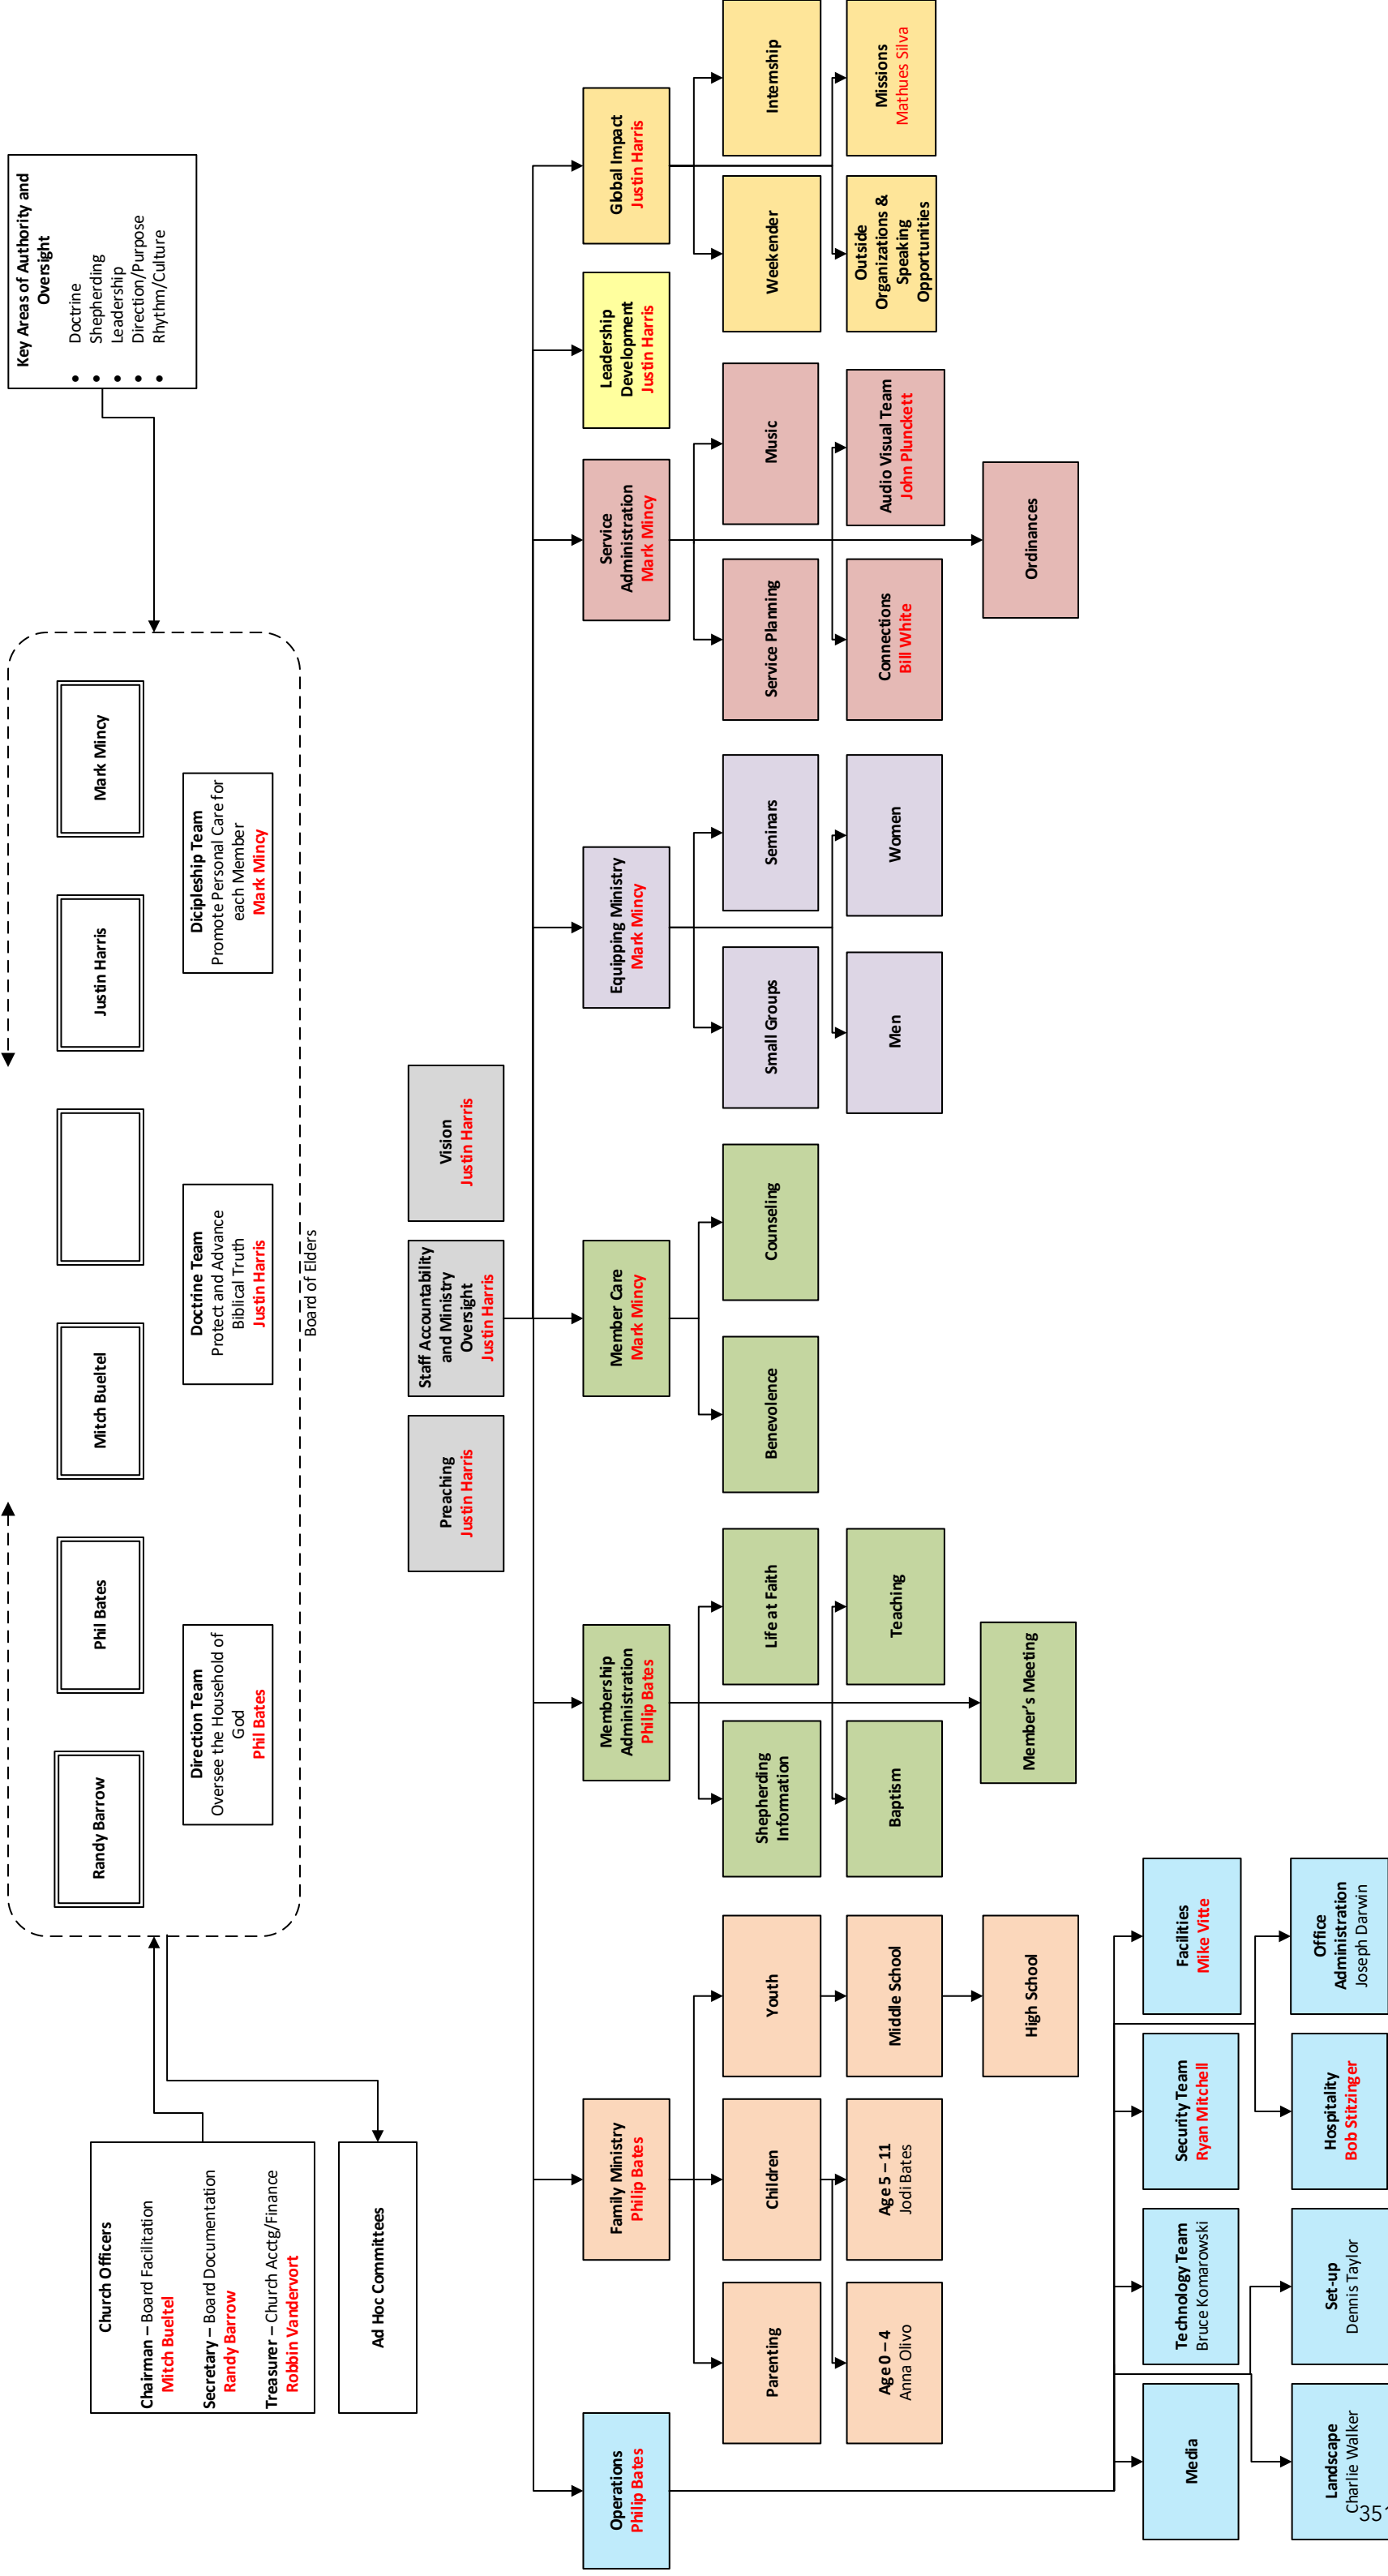 Church Officers
Chairman – Board Facilitation
Mitch Bueltel
Secretary – Board Documentation
Randy Barrow
Treasurer – Church Acctg/Finance
Robbin Vandervort
Ad Hoc Committees
Randy Barrow
Phil Bates
Mitch Bueltel
Justin Harris
Mark Mincy
Direction Team
Oversee the Household of
God
Phil Bates
Doctrine Team
Protect and Advance
Biblical Truth
Justin Harris
Dicipleship Team
Promote Personal Care for
each Member
Mark Mincy
Board of Elders
Key Areas of Authority and
Oversight
• Doctrine
• Shepherding
• Leadership
• Direction/Purpose
• Rhythm/Culture
Preaching
Justin Harris
Staff Accountability
and Ministry
Oversight
Justin Harris
Vision
Justin Harris
Operations
Philip Bates
Family Ministry
Philip Bates
Membership
Administration
Philip Bates
Member Care
Mark Mincy
Equipping Ministry
Mark Mincy
Service
Administration
Mark Mincy
Leadership
Development
Justin Harris
Global Impact
Justin Harris
Parenting
Children
Youth
Shepherding
Information
Life at Faith
Benevolence
Counseling
Small Groups
Seminars
Service Planning
Music
Weekender
Internship
Age 0 – 4
Anna Olivo
Age 5 – 11
Jodi Bates
Middle School
Baptism
Teaching
Men
Women
Connections
Bill White
Audio Visual Team
John Plunckett
Outside
Organizations &
Speaking
Opportunities
Missions
Mathues Silva
High School
Member's Meeting
Ordinances
Media
Technology Team
Bruce Komarowski
Security Team
Ryan Mitchell
Facilities
Mike Vitte
Landscape
Charlie Walker
Set-up
Dennis Taylor
Hospitality
Bob Stitzinger
Office
Administration
Joseph Darwin
351